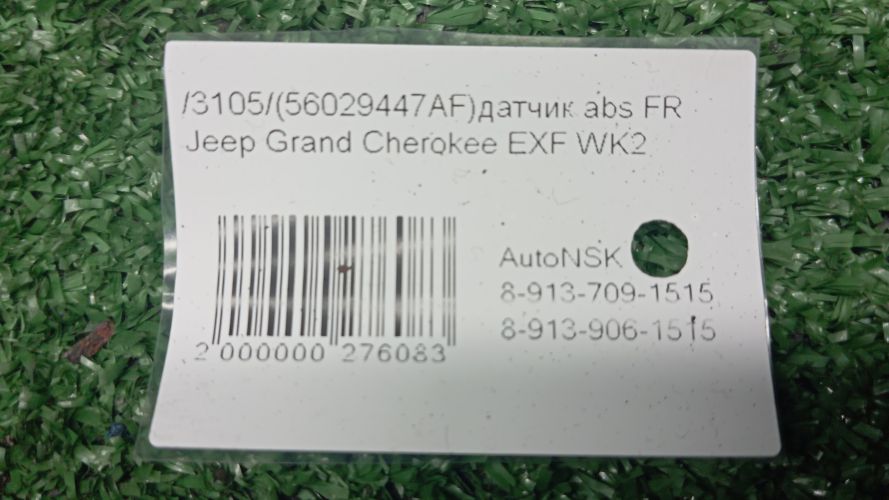 /3105/(56029447AF)датчик abs FR
Jeep Grand Cherokee EXF WK2
AutoNSK
8-913-709-1515
8-913-906-1515
2 000000 276083